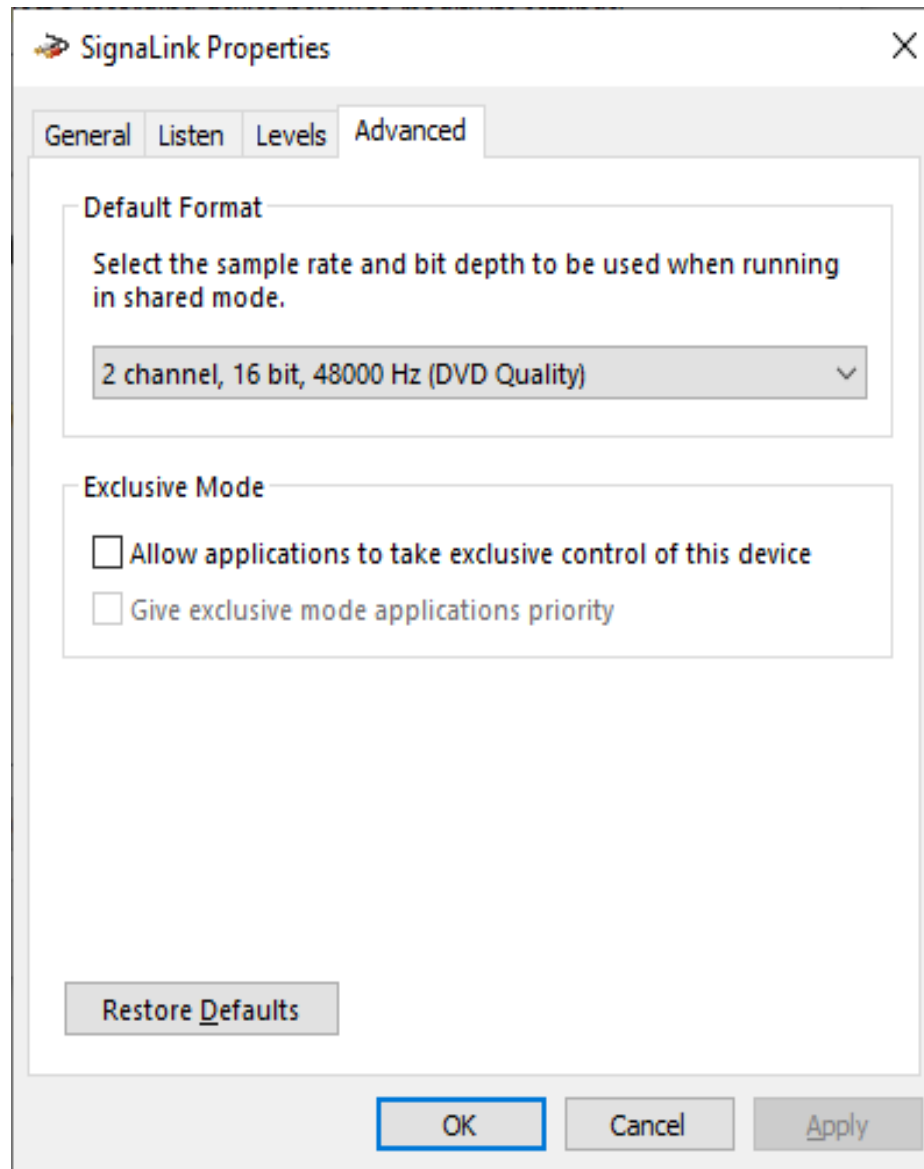 SignaLink Properties
General Listen Levels Advanced
Default Format
Select the sample rate and bit depth to be used when running
in shared mode.
2 channel, 16 bit, 48000 Hz (DVD Quality)
Exclusive Mode
Allow applications to take exclusive control of this device
Give exclusive mode applications priority
Restore Defaults
OK Cancel Apply